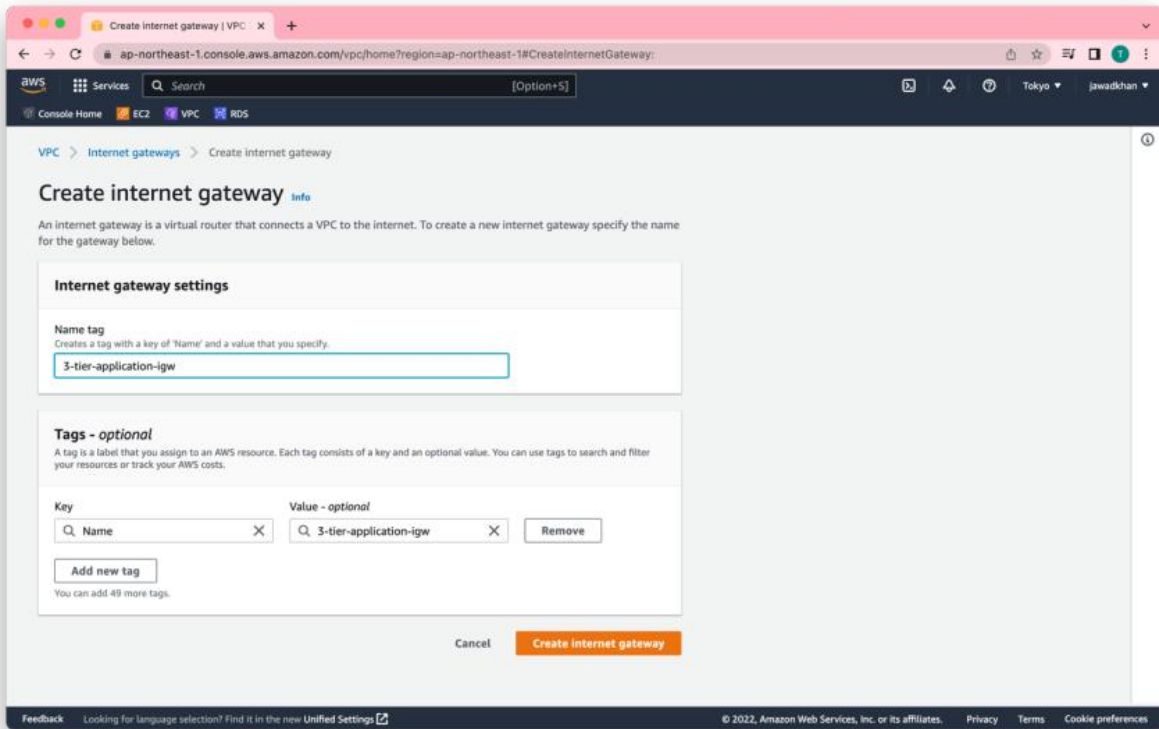 Create internet gateway | VPC
ap-northeast-1.console.aws.amazon.com/vpc/home?region=ap-northeast-1#CreateInternetGateway:
T
aws Services Search [Option+S] Tokyo jawadkhan
Console Home EC2 VPC RDS
VPC > Internet gateways > Create internet gateway
Create internet gateway Info
An internet gateway is a virtual router that connects a VPC to the internet. To create a new internet gateway specify the name
for the gateway below.
Internet gateway settings
Name tag
Creates a tag with a key of 'Name' and a value that you specify.
3-tier-application-igw
Tags - optional
A tag is a label that you assign to an AWS resource. Each tag consists of a key and an optional value. You can use tags to search and filter
your resources or track your AWS costs.
Key Value - optional
Name 3-tier-application-igw Remove
Add new tag
You can add 49 more tags.
Cancel Create internet gateway
Feedback Looking for language selection? Find it in the new Unified Settings © 2022, Amazon Web Services, Inc. or its affiliates. Privacy Terms Cookie preferences